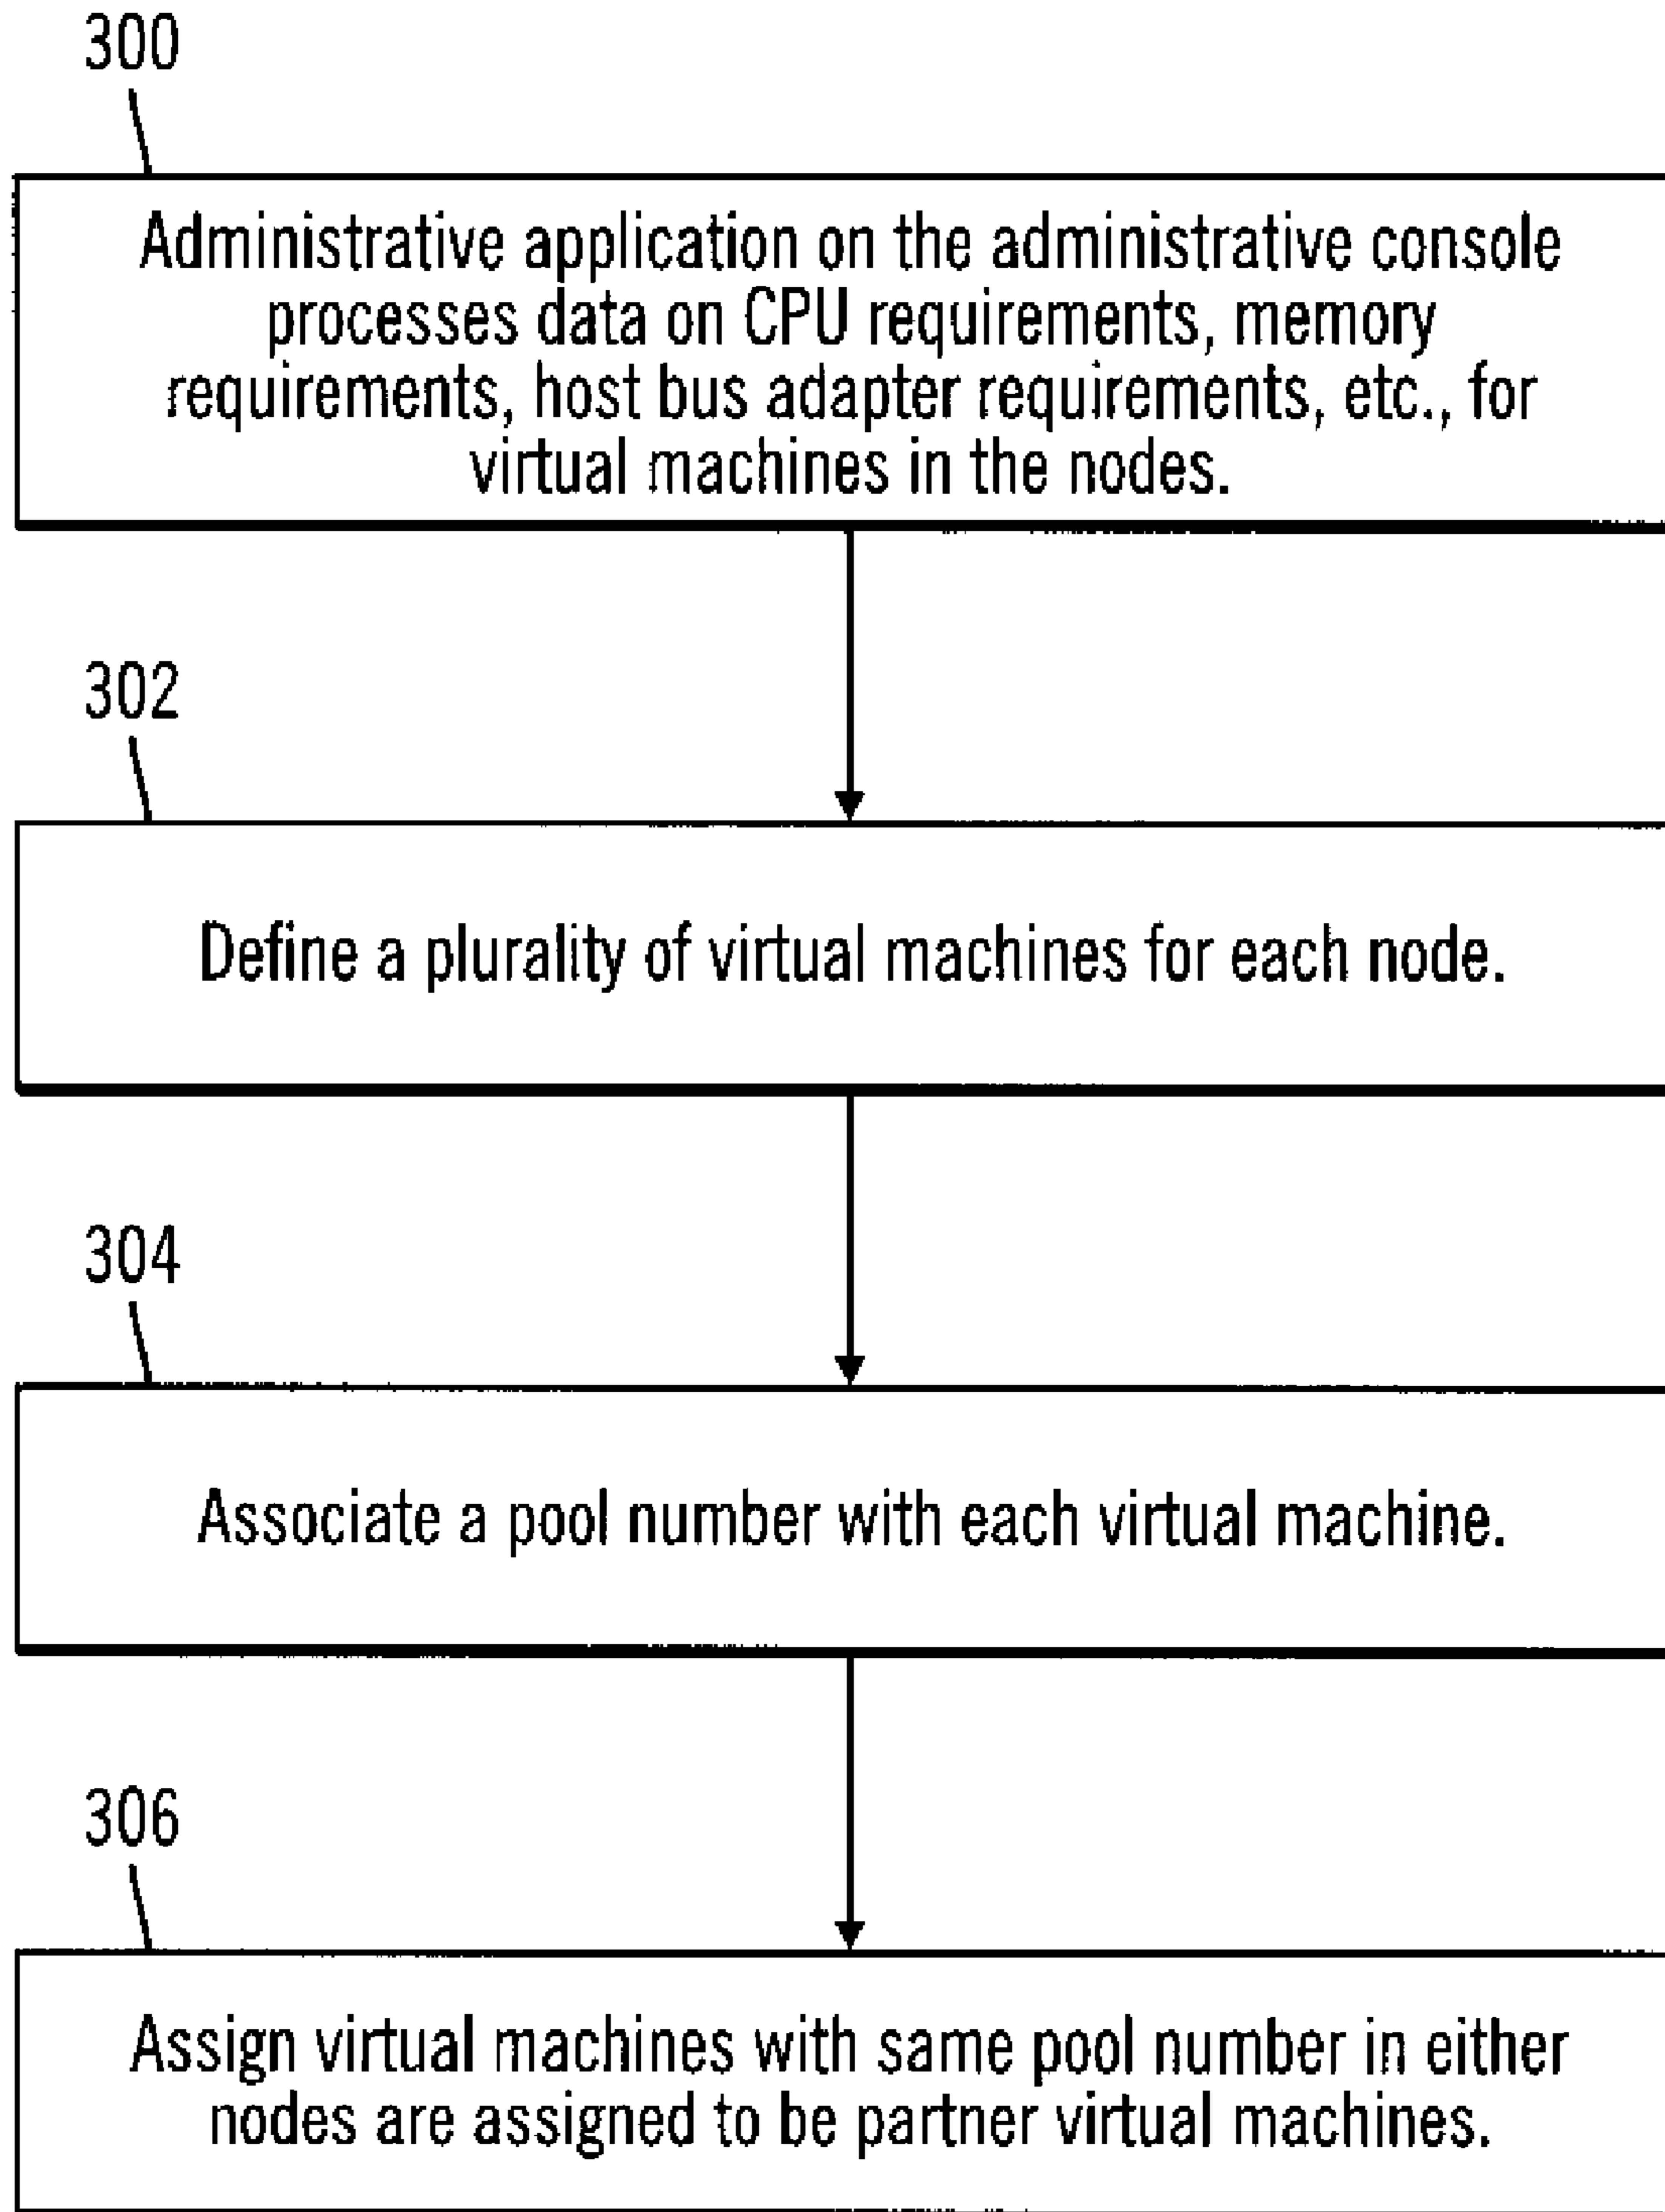 300
Administrative application on the administrative console
processes data on CPU requirements, memory
requirements, host bus adapter requirements, etc., for
virtual machines in the nodes.
302
Define a plurality of virtual machines for each node.
304
Associate a pool number with each virtual machine.
306
Assign virtual machines with same pool number in either
nodes are assigned to be partner virtual machines.